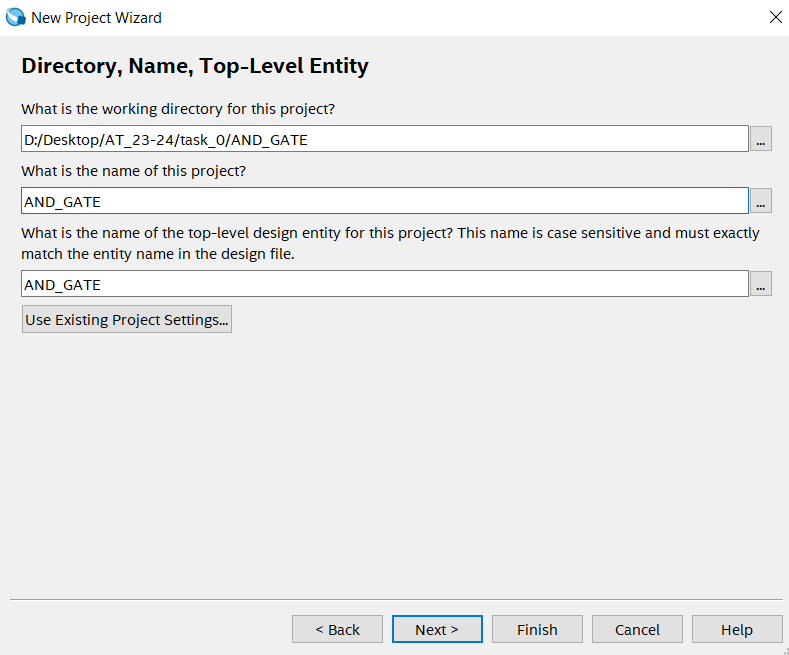 New Project Wizard
Directory, Name, Top-Level Entity
What is the working directory for this project?
D:/Desktop/AT_23-24/task_0/AND_GATE
...
What is the name of this project?
AND_GATE
...
What is the name of the top-level design entity for this project? This name is case sensitive and must exactly
match the entity name in the design file.
AND_GATE
...
Use Existing Project Settings...
< Back
Next >
Finish
Cancel
Help